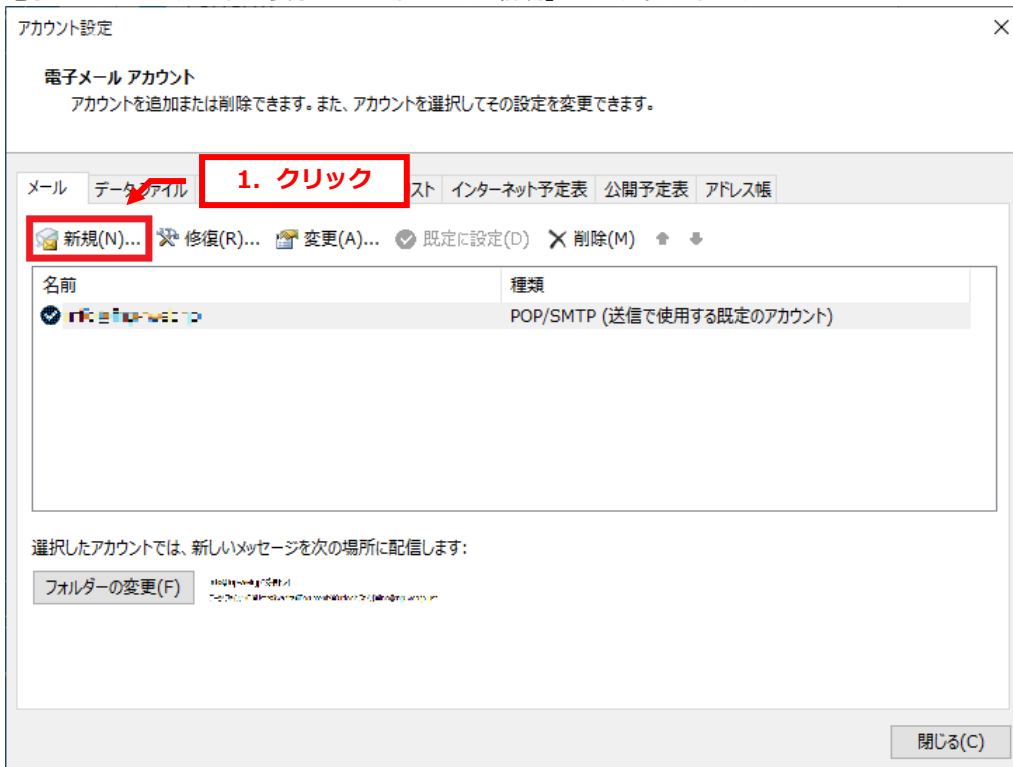 アカウント設定
電子メール アカウント
アカウントを追加または削除できます。また、アカウントを選択してその設定を変更できます。
メール データファイル 1. クリック スト インターネット予定表 公開予定表 アドレス帳
新規(N)... 修復(R)... 変更(A)... 既定に設定(D) 削除(M)
名前 種類
POP/SMTP (送信で使用する既定のアカウント)
選択したアカウントでは、新しいメッセージを次の場所に配信します:
フォルダーの変更(F)
閉じる(C)